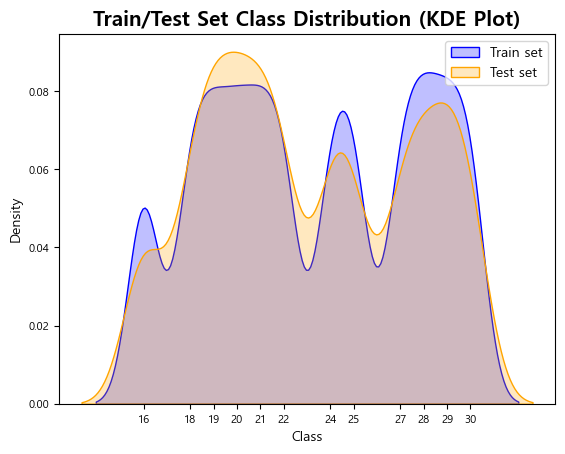 Train/Test Set Class Distribution (KDE Plot)
Train set
Test set
Density
0.08
0.06
0.04
0.02
0.00
16 18 19 20 21 22 24 25 27 28 29 30
Class